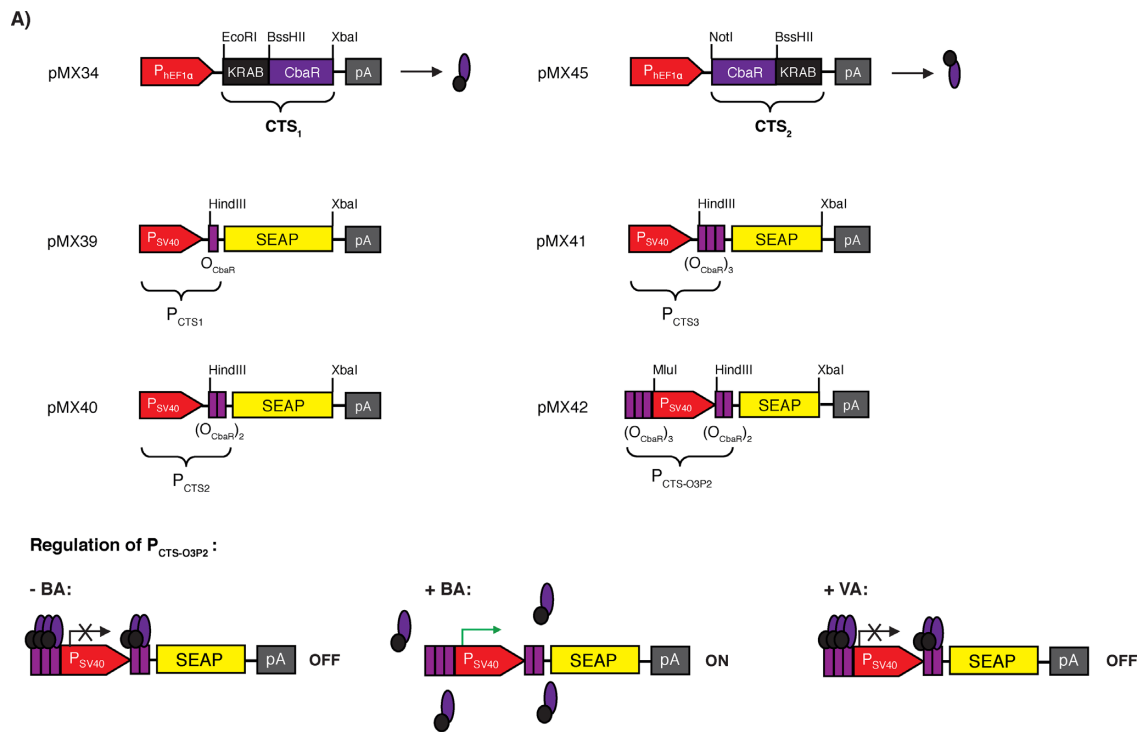 A)
EcoRI BssHII XbaI
pMX34 PhEF1α KRAB CbaR pA
CTS1
NotI BssHII
pMX45 PhEF1α CbaR KRAB pA
CTS2
HindIII XbaI
pMX39 PSV40 SEAP pA
OCbaR
PCTS1
HindIII XbaI
pMX41 PSV40 SEAP pA
(OCbaR)3
PCTS3
HindIII XbaI
pMX40 PSV40 SEAP pA
(OCbaR)2
PCTS2
MluI HindIII XbaI
pMX42 PSV40 SEAP pA
(OCbaR)3 (OCbaR)2
PCTS-O3P2
Regulation of PCTS-O3P2 :
- BA:
PSV40 SEAP pA OFF
+ BA:
PSV40 SEAP pA ON
+ VA:
PSV40 SEAP pA OFF